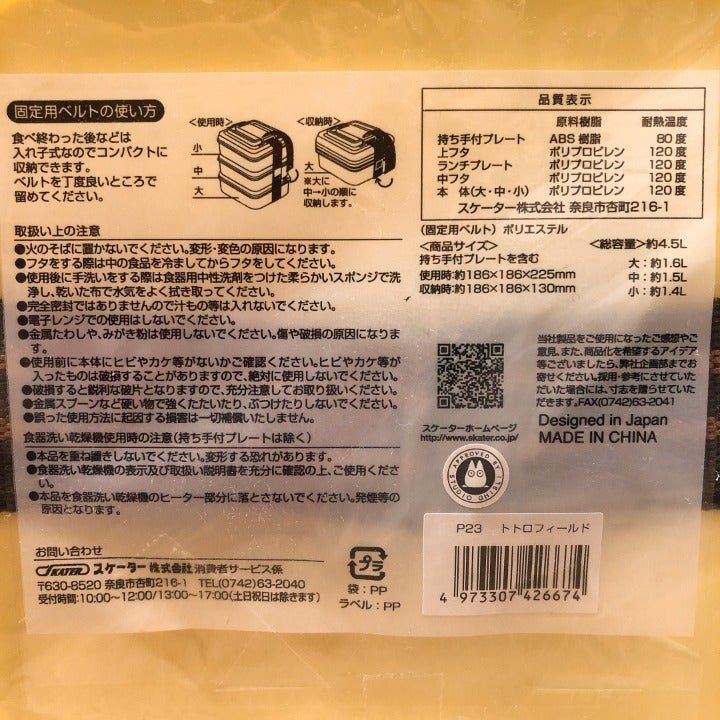 固定用ベルトの使い方
食べ終わった後などは
入れ子式なのでコンパクトに
収納できます。
ベルトを丁度良いところで
留めてください。
<使用時>
小
中
大
<収納時>
大
※大に
中→小の順に
収納します。
取扱い上の注意
●火のそばに置かないでください。変形・変色の原因になります。
●フタをする際は中の食品を冷ましてからフタをしてください。
●使用後に手洗いをする際は食器用中性洗剤をつけた柔らかいスポンジで洗
浄し、乾いた布で水気をよく拭き取ってください。
●完全密封ではありませんので汁もの等は入れないでください。
●電子レンジでの使用はしないでください。
●金属たわしや、みがき粉は使用しないでください。傷や破損の原因になりま
す。
●使用前に本体にヒビやカケ等がないかご確認ください。ヒビやカケ等が
入ったものは破損することがありますので、絶対に使用しないでください。
●破損すると鋭利な破片となりますので、充分注意してお取り扱いください。
●金属スプーンなど硬い物で強くたたいたり、ぶつけたりしないでください。
●誤った使用方法に起因する損害は一切補償いたしません。
食器洗い乾燥機使用時の注意(持ち手付プレートは除く)
●本品を重ね置きしないでください。変形する恐れがあります。
●食器洗い乾燥機の表示及び取扱い説明書を充分に確認の上、ご使用くださ
い。
●本品を食器洗い乾燥機のヒーター部分に落とさないでください。発煙等の
原因となります。
お問い合わせ
SKATER スケーター株式会社 消費者サービス係
〒630-8520 奈良市杏町216-1 TEL(0742)63-2040
受付時間:10:00〜12:00/13:00〜17:00(土日祝日は除きます)
プラ
袋:PP
ラベル:PP
品質表示
原料樹脂 耐熱温度
持ち手付プレート ABS樹脂 80度
上フタ ポリプロピレン 120度
ランチプレート ポリプロピレン 120度
中フタ ポリプロピレン 120度
本 体(大・中・小) ポリプロピレン 120度
スケーター株式会社 奈良市杏町216-1
(固定用ベルト) ポリエステル
<商品サイズ> <総容量>約4.5L
持ち手付プレートを含む 大:約1.6L
使用時:約186×186×225mm 中:約1.5L
収納時:約186×186×130mm 小:約1.4L
スケーターホームページ
http://www.skater.co.jp/
当社製品をご使用になったご感想やご
意見、また、商品化を希望するアイデア
等ございましたら、弊社企画部までお
寄せください。採用・参考にさせていた
だいた場合には、寸志を贈らせていた
だきます。FAX(0742)63-2041
Designed in Japan
MADE IN CHINA
APPROVED BY STUDIO GHIBLI
P23 トトロフィールド
4 973307 426674